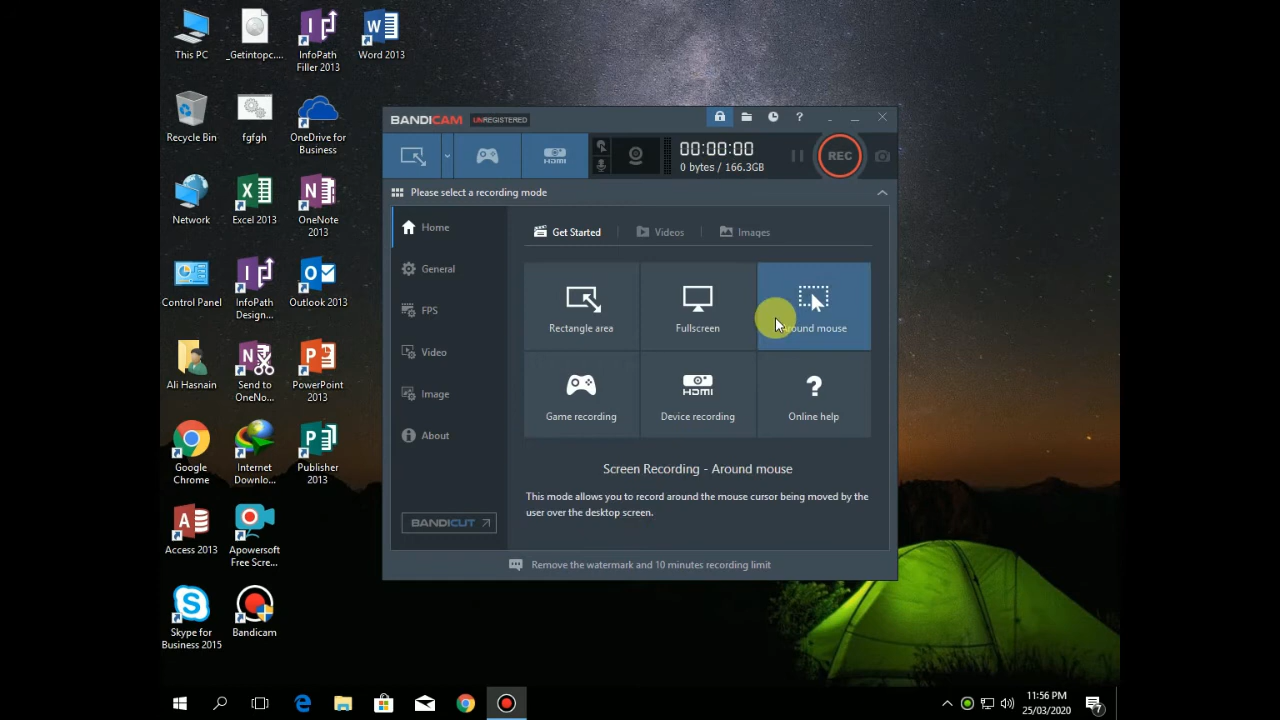 This PC
_Getintopc....
InfoPath
Filler 2013
Word 2013
Recycle Bin
fgfgh
OneDrive for
Business
Network
Excel 2013
OneNote
2013
Control Panel
InfoPath
Design...
Outlook 2013
Ali Hasnain
Send to
OneNo...
PowerPoint
2013
Google
Chrome
Internet
Downlo...
Publisher
2013
Access 2013
Apowersoft
Free Scre...
Skype for
Business 2015
Bandicam
BANDICAM UNREGISTERED
HDMI
00:00:00
0 bytes / 166.3GB
REC
Please select a recording mode
Home
General
FPS
Video
Image
About
BANDICUT
Get Started
Videos
Images
Rectangle area
Fullscreen
Around mouse
Game recording
HDMI
Device recording
?
Online help
Screen Recording - Around mouse
This mode allows you to record around the mouse cursor being moved by the
user over the desktop screen.
Remove the watermark and 10 minutes recording limit
11:56 PM
25/03/2020
7